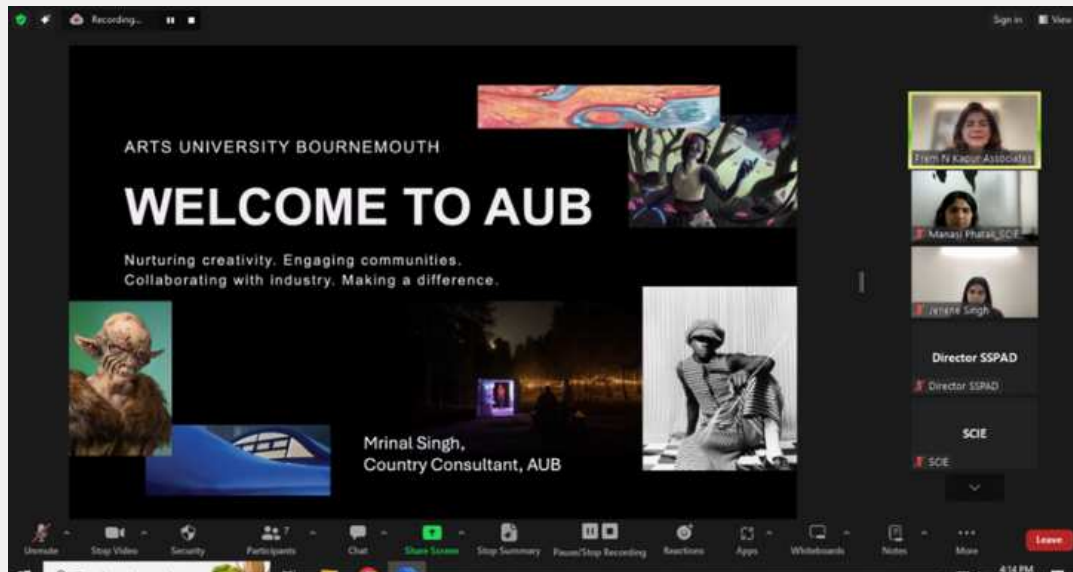 Recording...
Sign in
View
ARTS UNIVERSITY BOURNEMOUTH
WELCOME TO AUB
Nurturing creativity. Engaging communities.
Collaborating with industry. Making a difference.
Mrinal Singh,
Country Consultant, AUB
Prem N Kapur Associates
Manasi Phatak_SCIE
Jenene Singh
Director SSPAD
Director SSPAD
SCIE
SCIE
Unmute
Stop Video
Security
Participants
7
Chat
Share Screen
Stop Summary
Pause/Stop Recording
Reactions
Apps
Whiteboards
Notes
More
Leave
4:14 PM